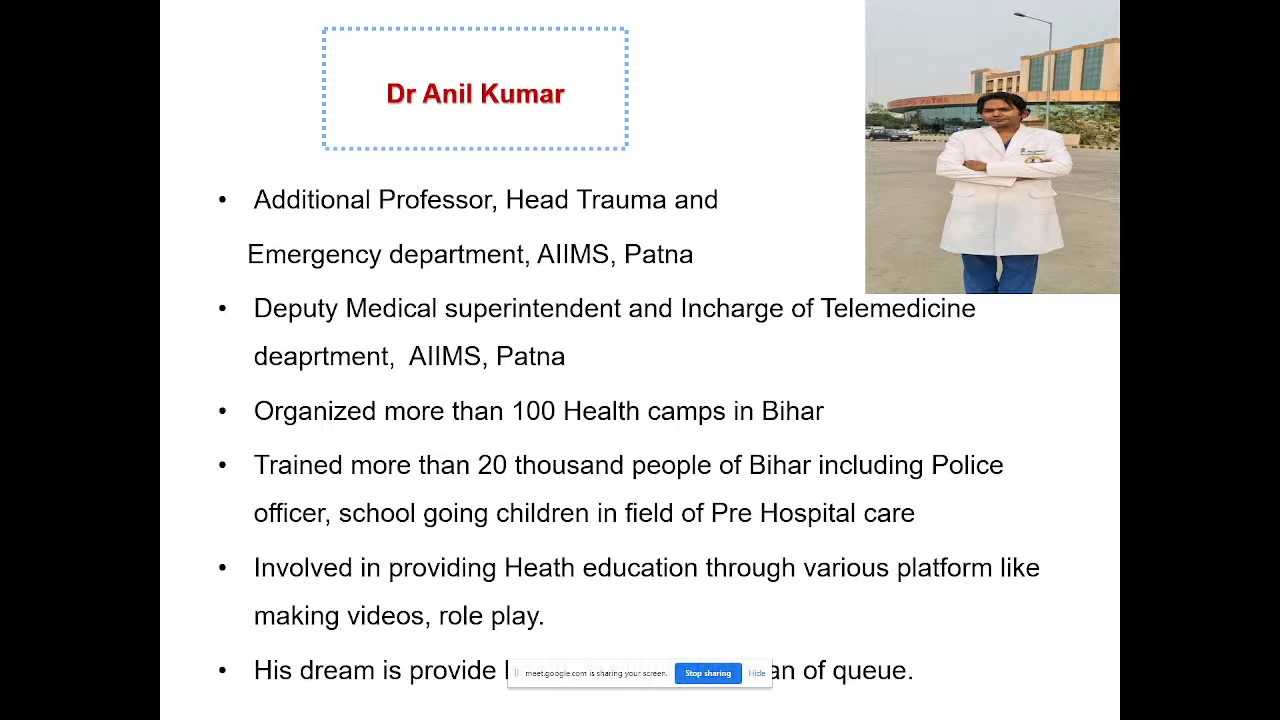 Dr Anil Kumar
PATNA
• Additional Professor, Head Trauma and
Emergency department, AIIMS, Patna
• Deputy Medical superintendent and Incharge of Telemedicine
deaprtment, AIIMS, Patna
• Organized more than 100 Health camps in Bihar
• Trained more than 20 thousand people of Bihar including Police
officer, school going children in field of Pre Hospital care
• Involved in providing Heath education through various platform like
making videos, role play.
• His dream is provide of queue.
meet.google.com is sharing your screen. Stop sharing Hide